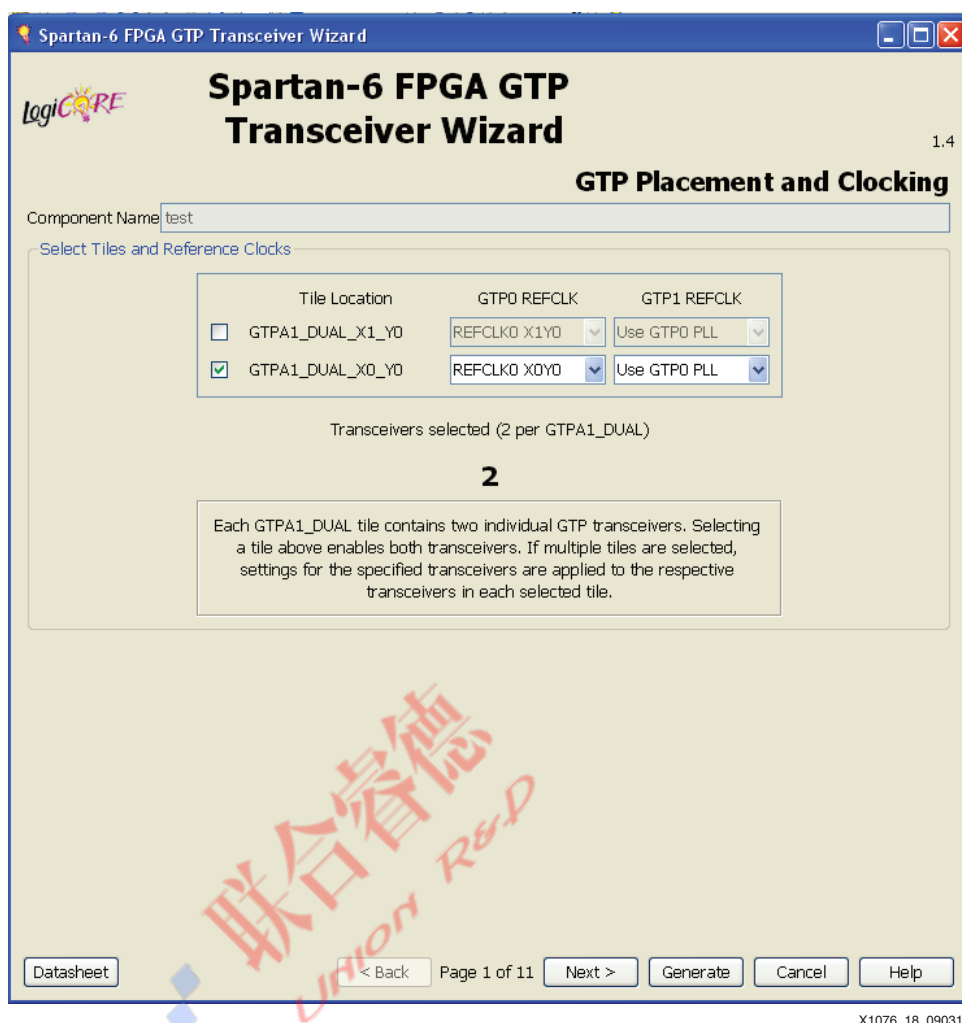 Spartan-6 FPGA GTP Transceiver Wizard
logiCORE
Spartan-6 FPGA GTP
Transceiver Wizard
1.4
GTP Placement and Clocking
Component Name test
Select Tiles and Reference Clocks
Tile Location GTP0 REFCLK GTP1 REFCLK
GTPA1_DUAL_X1_Y0 REFCLK0 X1Y0 Use GTP0 PLL
GTPA1_DUAL_X0_Y0 REFCLK0 X0Y0 Use GTP0 PLL
Transceivers selected (2 per GTPA1_DUAL)
2
Each GTPA1_DUAL tile contains two individual GTP transceivers. Selecting
a tile above enables both transceivers. If multiple tiles are selected,
settings for the specified transceivers are applied to the respective
transceivers in each selected tile.
联合睿德
UNION R&D
Datasheet < Back Page 1 of 11 Next > Generate Cancel Help
X1076_18_09031